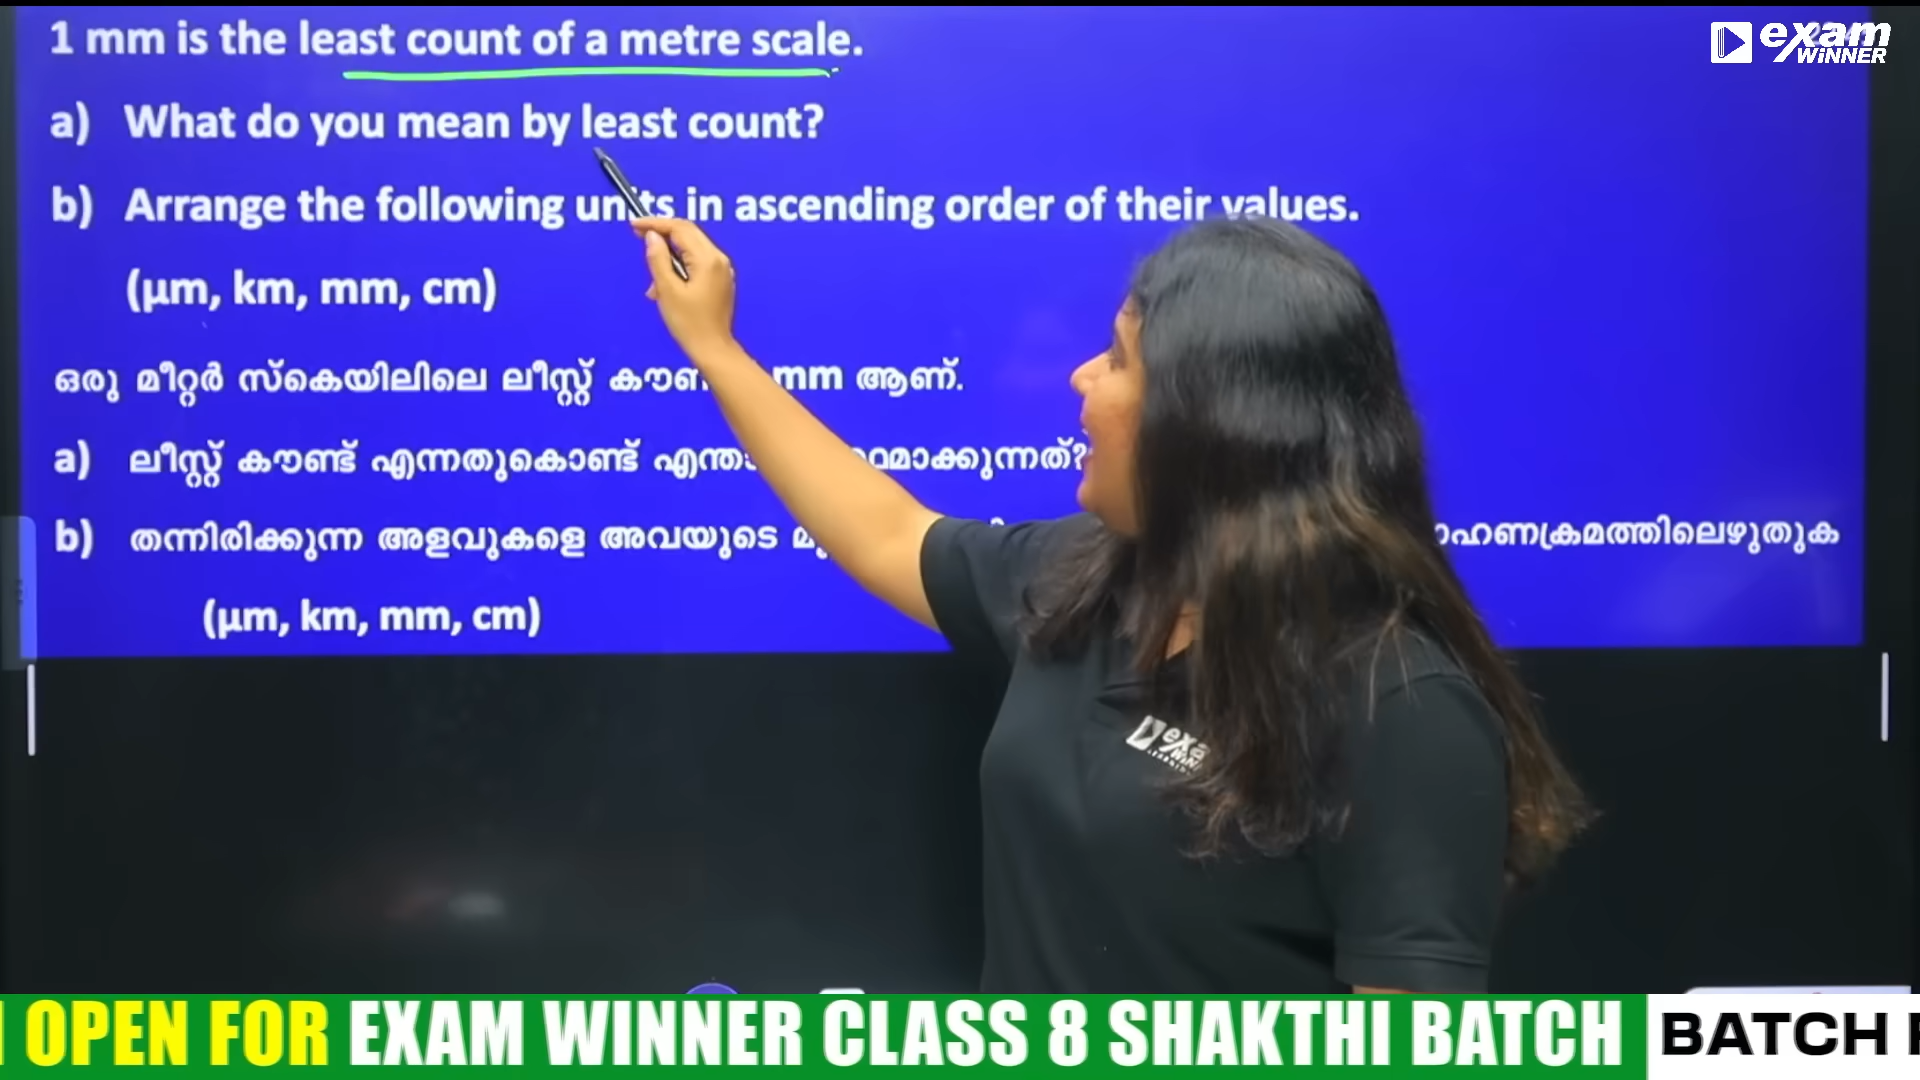 1 mm is the least count of a metre scale.
exam
WiNNER
a) What do you mean by least count?
b) Arrange the following units in ascending order of their values.
(μm, km, mm, cm)
ഒരു മീറ്റർ സ്കെയിലിലെ ലീസ്റ്റ് mm ആണ്.
a) ലീസ്റ്റ് കൗണ്ട് എന്നതുകൊണ്ട്
b) തന്നിരിക്കുന്ന അളവുകളെ അവയുടെ
(μm, km, mm, cm)
OPEN FOR EXAM WINNER CLASS 8 SHAKTHI BATCH
BATCH